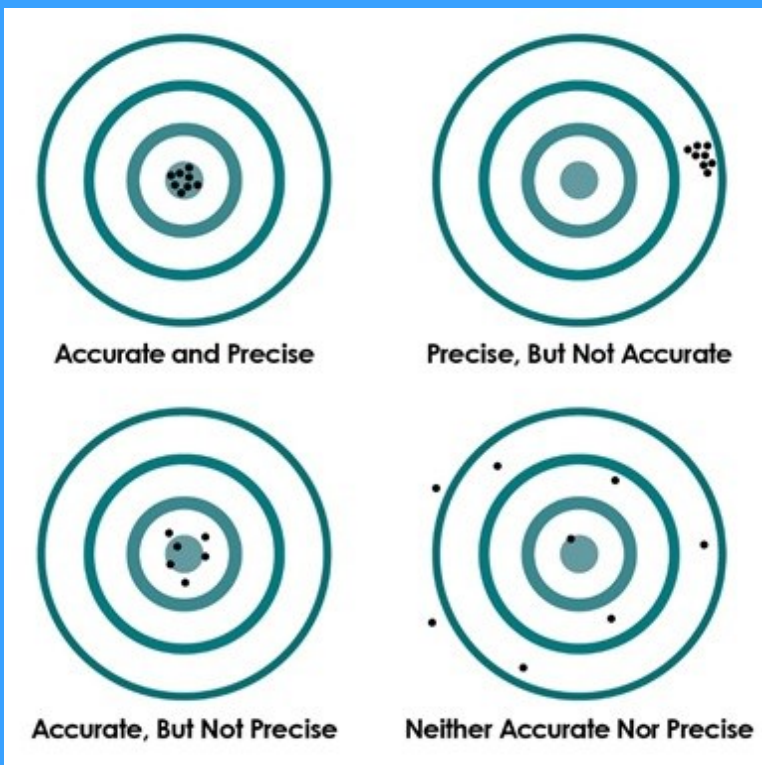 Accurate and Precise
Precise, But Not Accurate
Accurate, But Not Precise
Neither Accurate Nor Precise